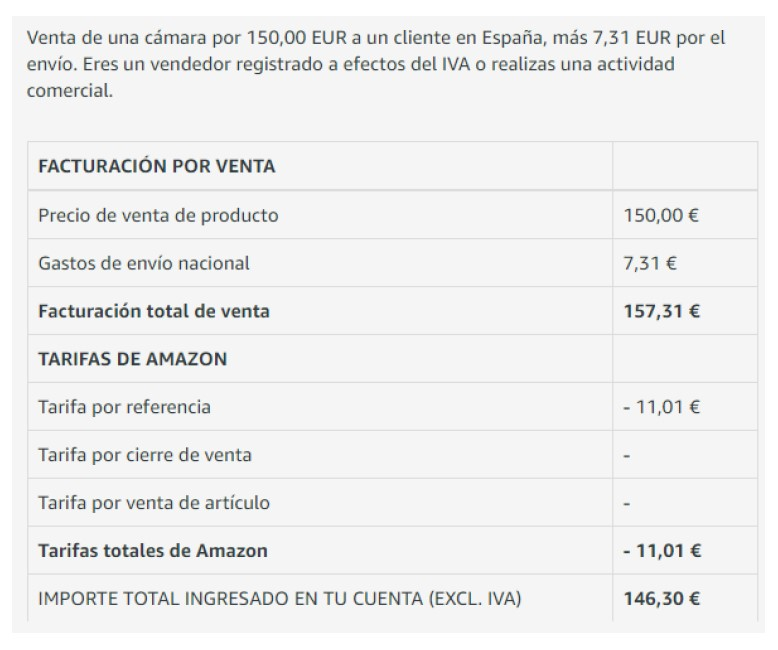 Venta de una cámara por 150,00 EUR a un cliente en España, más 7,31 EUR por el
envío. Eres un vendedor registrado a efectos del IVA o realizas una actividad
comercial.
FACTURACIÓN POR VENTA
Precio de venta de producto 150,00 €
Gastos de envío nacional 7,31 €
Facturación total de venta 157,31 €
TARIFAS DE AMAZON
Tarifa por referencia - 11,01 €
Tarifa por cierre de venta -
Tarifa por venta de artículo -
Tarifas totales de Amazon - 11,01 €
IMPORTE TOTAL INGRESADO EN TU CUENTA (EXCL. IVA) 146,30 €